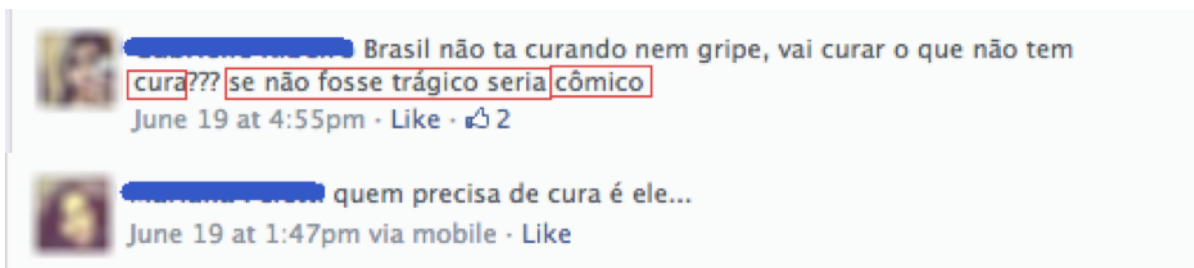 Brasil não ta curando nem gripe, vai curar o que não tem
cura??? se não fosse trágico seria cômico
June 19 at 4:55pm · Like · 2
quem precisa de cura é ele...
June 19 at 1:47pm via mobile · Like